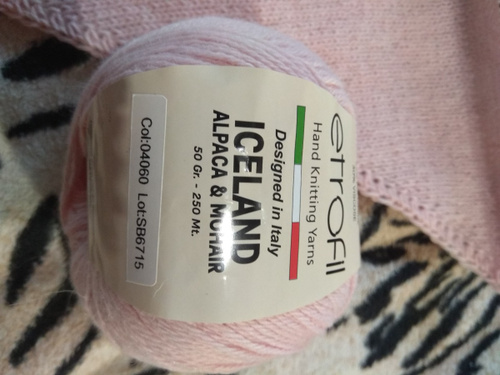 etrofil
Hand Knitting Yarns
Designed in Italy
ICELAND
ALPACA & MOHAIR
50 Gr. - 250 Mt.
Col:04060 Lot:SB6715